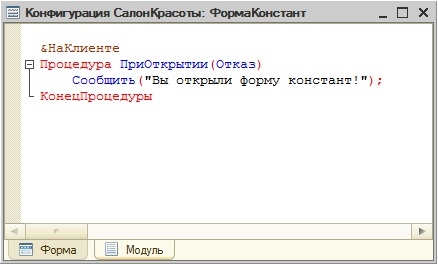 Конфигурация СалонКрасоты: ФормаКонстант
&НаКлиенте
Процедура ПриОткрытии(Отказ)
Сообщить("Вы открыли форму констант!");
КонецПроцедуры
Форма
Модуль